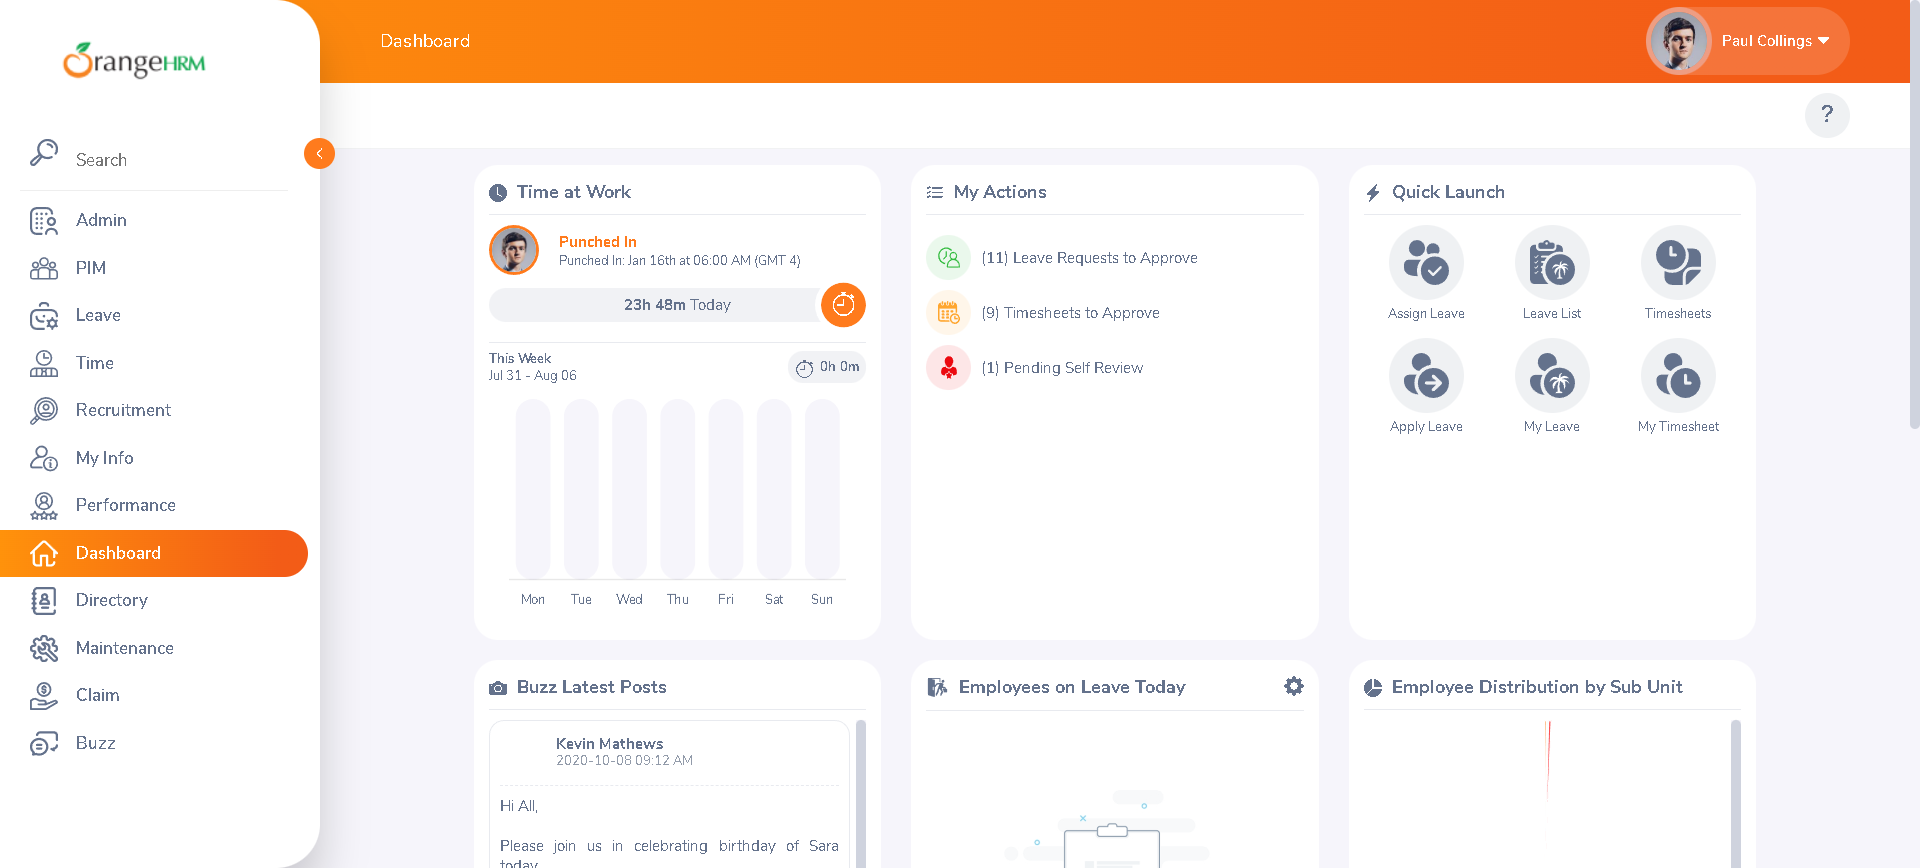 OrangeHRM
Search
Admin
PIM
Leave
Time
Recruitment
My Info
Performance
Dashboard
Directory
Maintenance
Claim
Buzz
Dashboard
Paul Collings
?
Time at Work
Punched In
Punched In: Jan 16th at 06:00 AM (GMT 4)
23h 48m Today
This Week
Jul 31 - Aug 06
0h 0m
Mon Tue Wed Thu Fri Sat Sun
My Actions
(11) Leave Requests to Approve
(9) Timesheets to Approve
(1) Pending Self Review
Quick Launch
Assign Leave Leave List Timesheets
Apply Leave My Leave My Timesheet
Buzz Latest Posts
Kevin Mathews
2020-10-08 09:12 AM
Hi All,
Please join us in celebrating birthday of Sara
today
Employees on Leave Today
Employee Distribution by Sub Unit